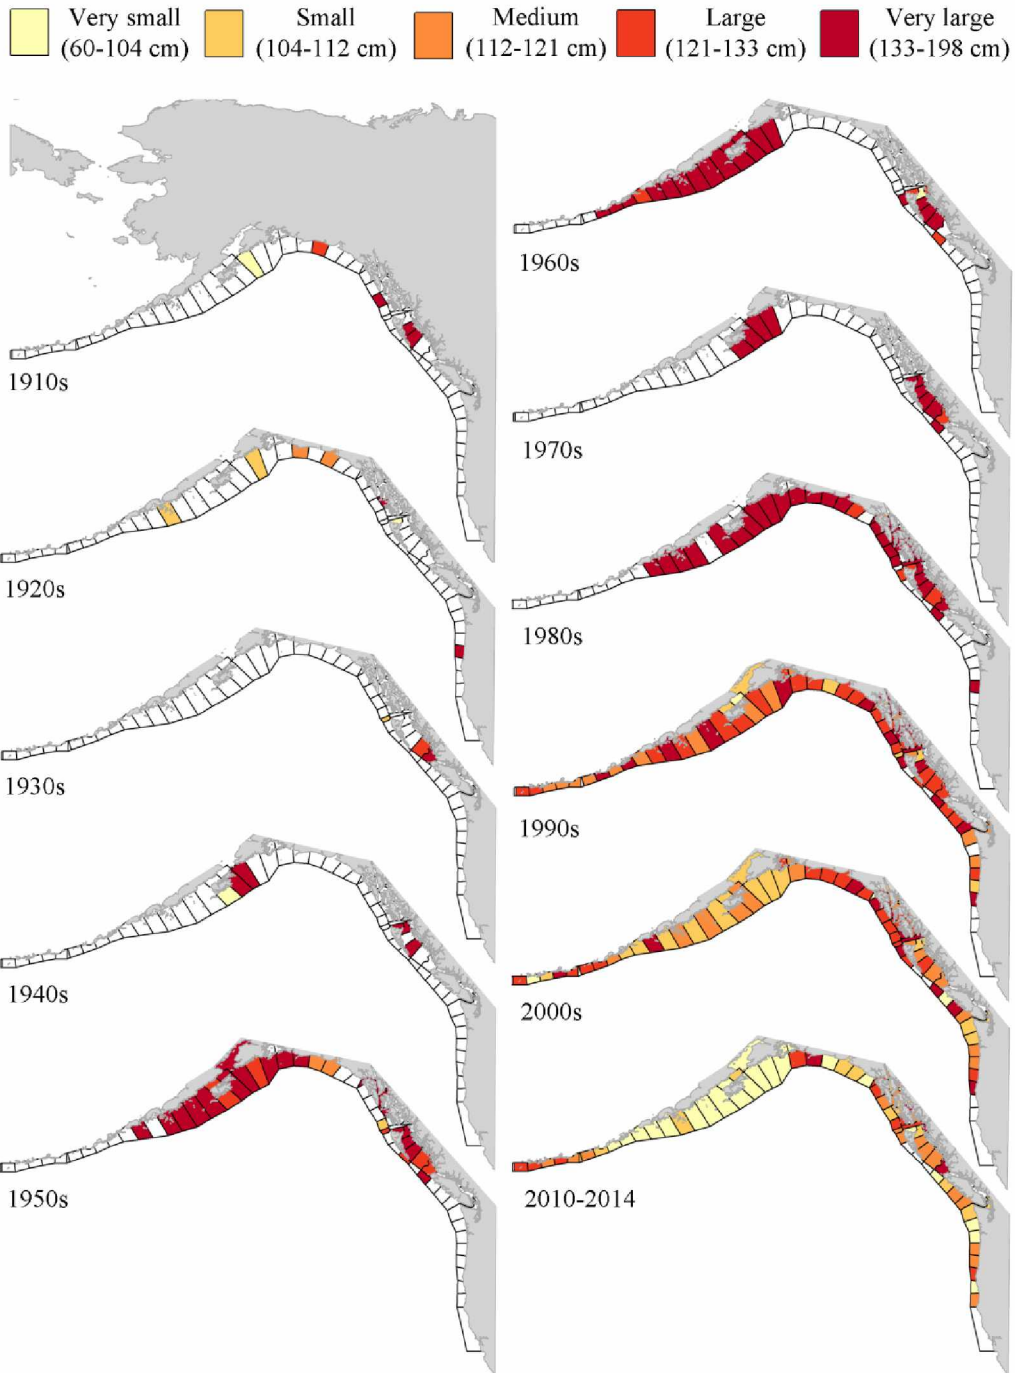 Very small Small Medium Large Very large
(60-104 cm) (104-112 cm) (112-121 cm) (121-133 cm) (133-198 cm)
1910s
1920s
1930s
1940s
1950s
1960s
1970s
1980s
1990s
2000s
2010-2014